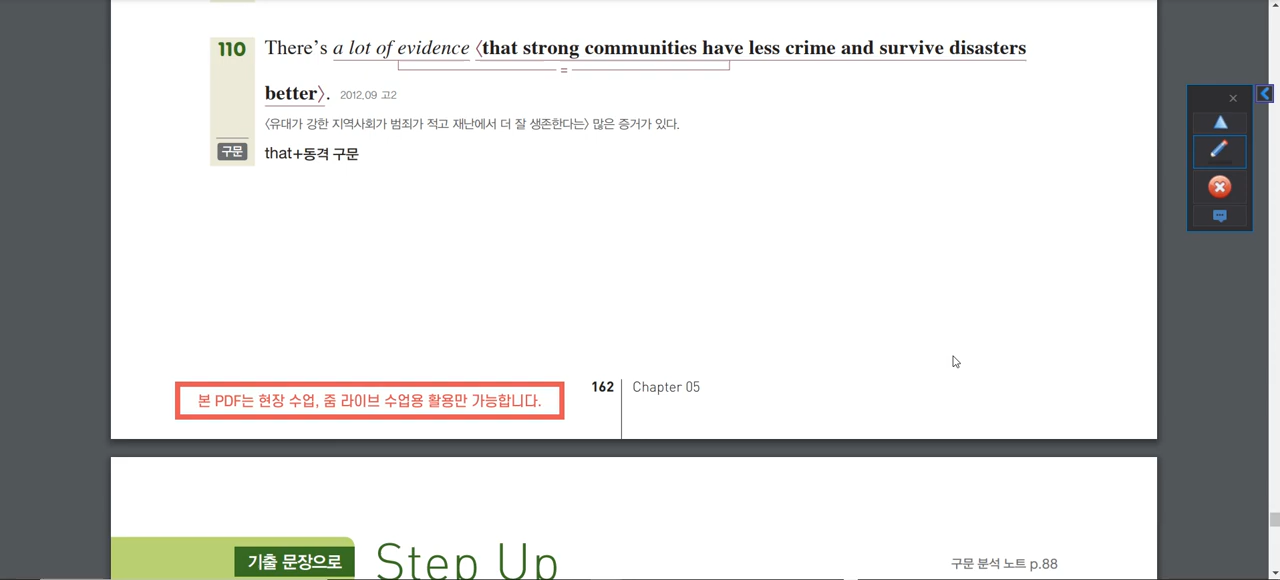 110 There's a lot of evidence 〈that strong communities have less crime and survive disasters
=
better〉. 2012.09 고2
〈유대가 강한 지역사회가 범죄가 적고 재난에서 더 잘 생존한다는〉 많은 증거가 있다.
구문 that+동격 구문
본 PDF는 현장 수업, 줌 라이브 수업용 활용만 가능합니다.
162 Chapter 05
기출 문장으로 Step Up 구문 분석 노트 p.88